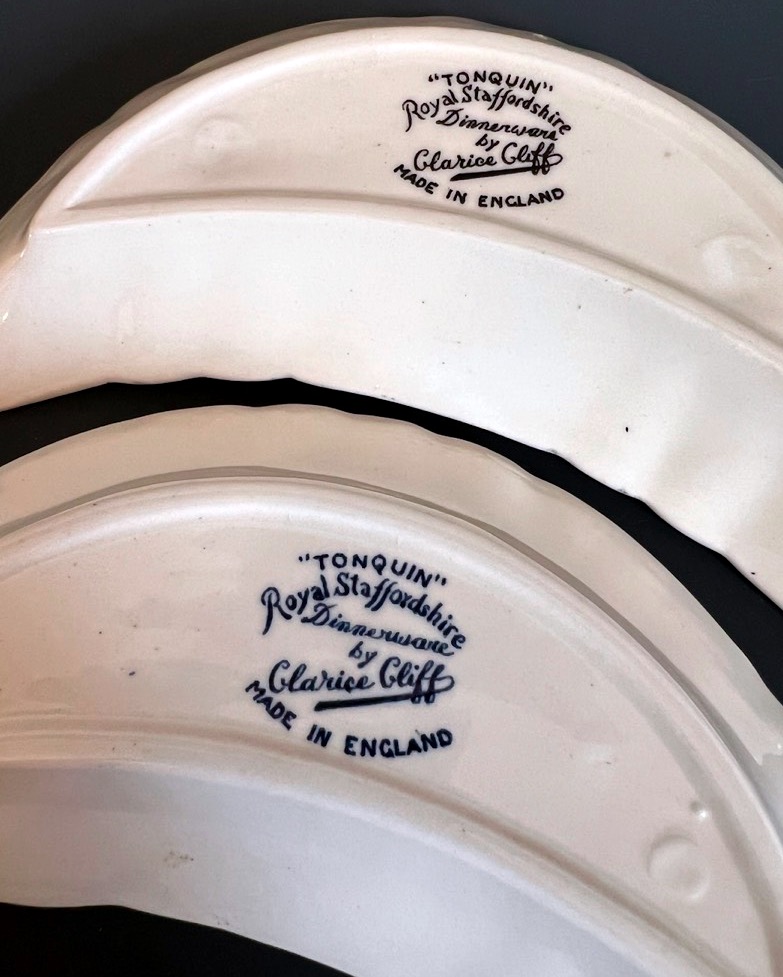 "TONQUIN"
Royal Staffordshire
Dinnerware
by
Clarice Cliff
MADE IN ENGLAND
"TONQUIN"
Royal Staffordshire
Dinnerware
by
Clarice Cliff
MADE IN ENGLAND